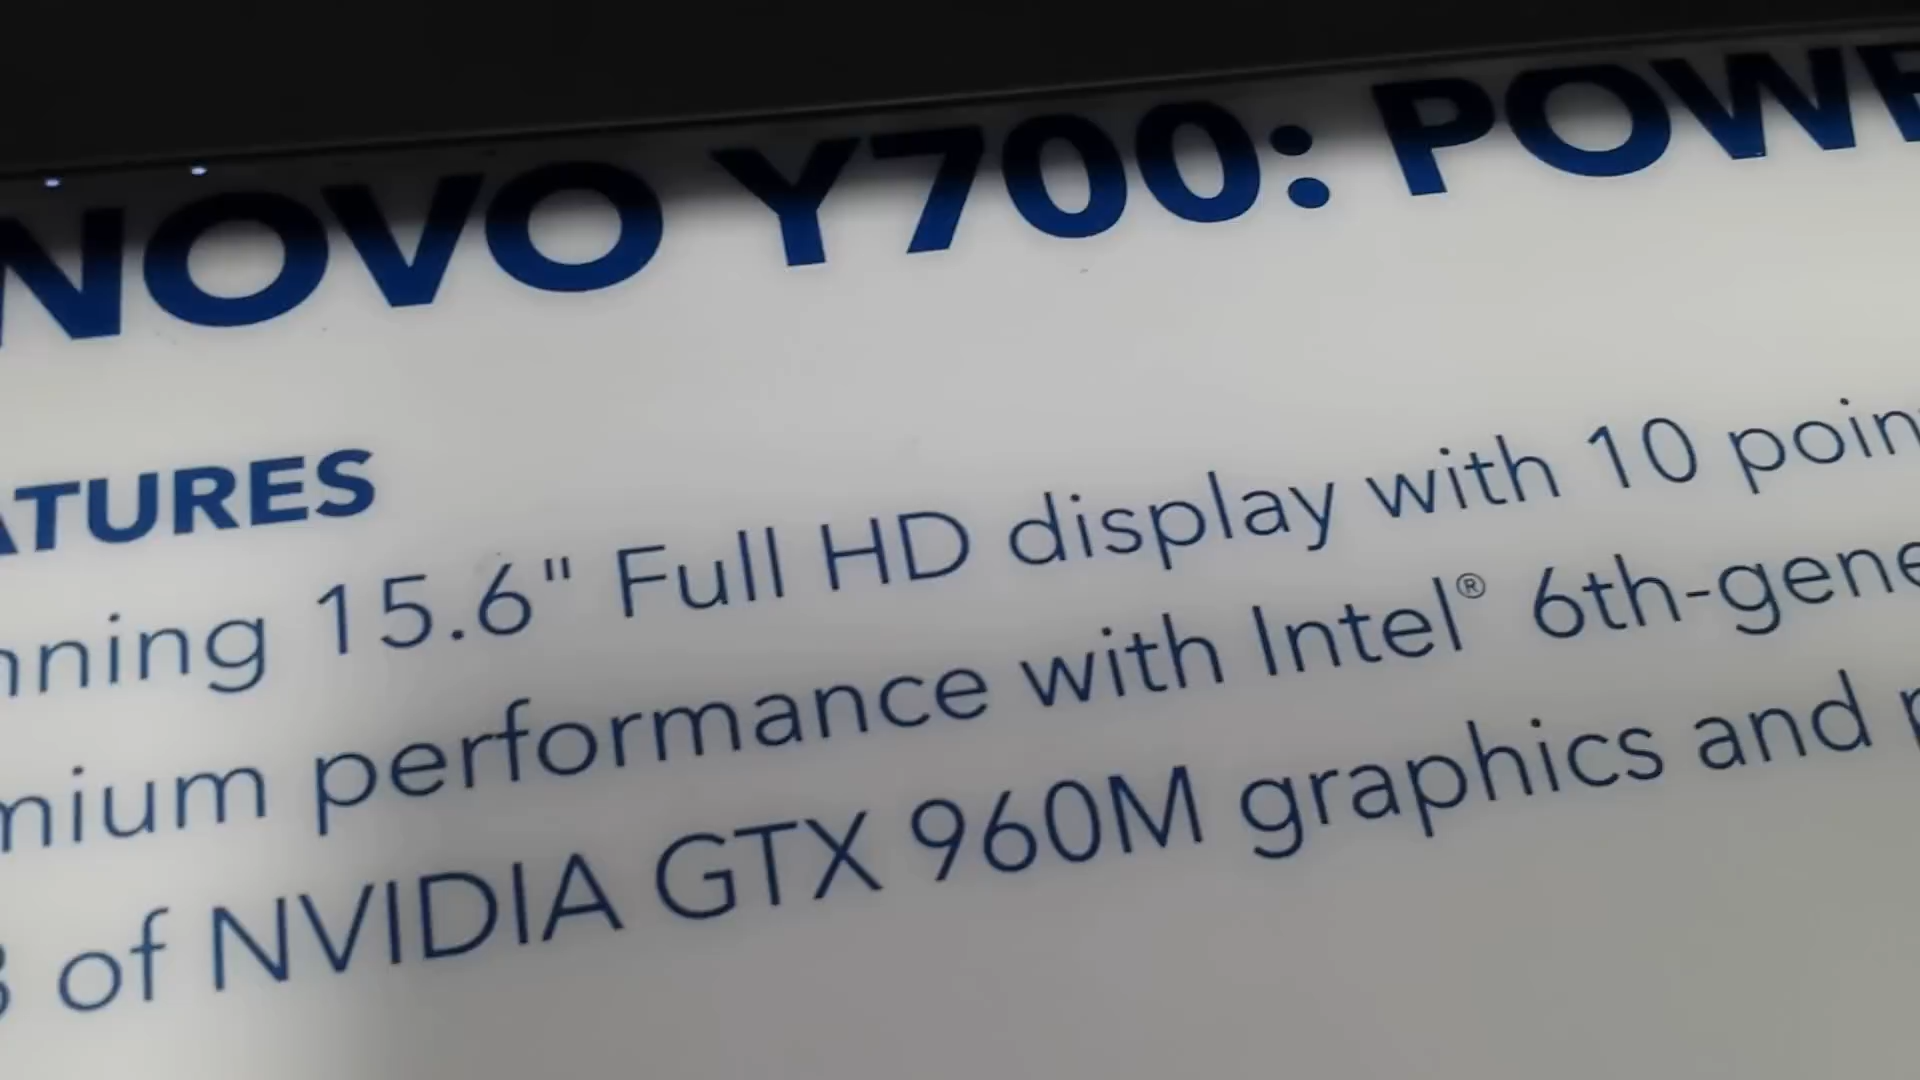 NOVO Y700: POWE
ATURES
nning 15.6" Full HD display with 10 poin
mium performance with Intel® 6th-gene
of NVIDIA GTX 960M graphics and